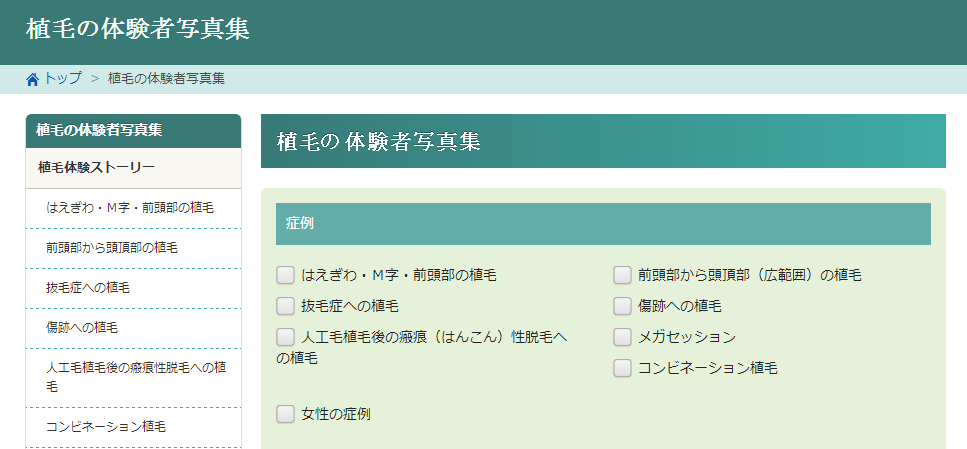 植毛の体験者写真集
トップ > 植毛の体験者写真集
植毛の体験者写真集
植毛体験ストーリー
はえぎわ・M字・前頭部の植毛
前頭部から頭頂部の植毛
抜毛症への植毛
傷跡への植毛
人工毛植毛後の瘢痕性脱毛への植
毛
コンビネーション植毛
植毛の体験者写真集
症例
はえぎわ・M字・前頭部の植毛
前頭部から頭頂部（広範囲）の植毛
抜毛症への植毛
傷跡への植毛
人工毛植毛後の瘢痕（はんこん）性脱毛へ
の植毛
メガセッション
コンビネーション植毛
女性の症例